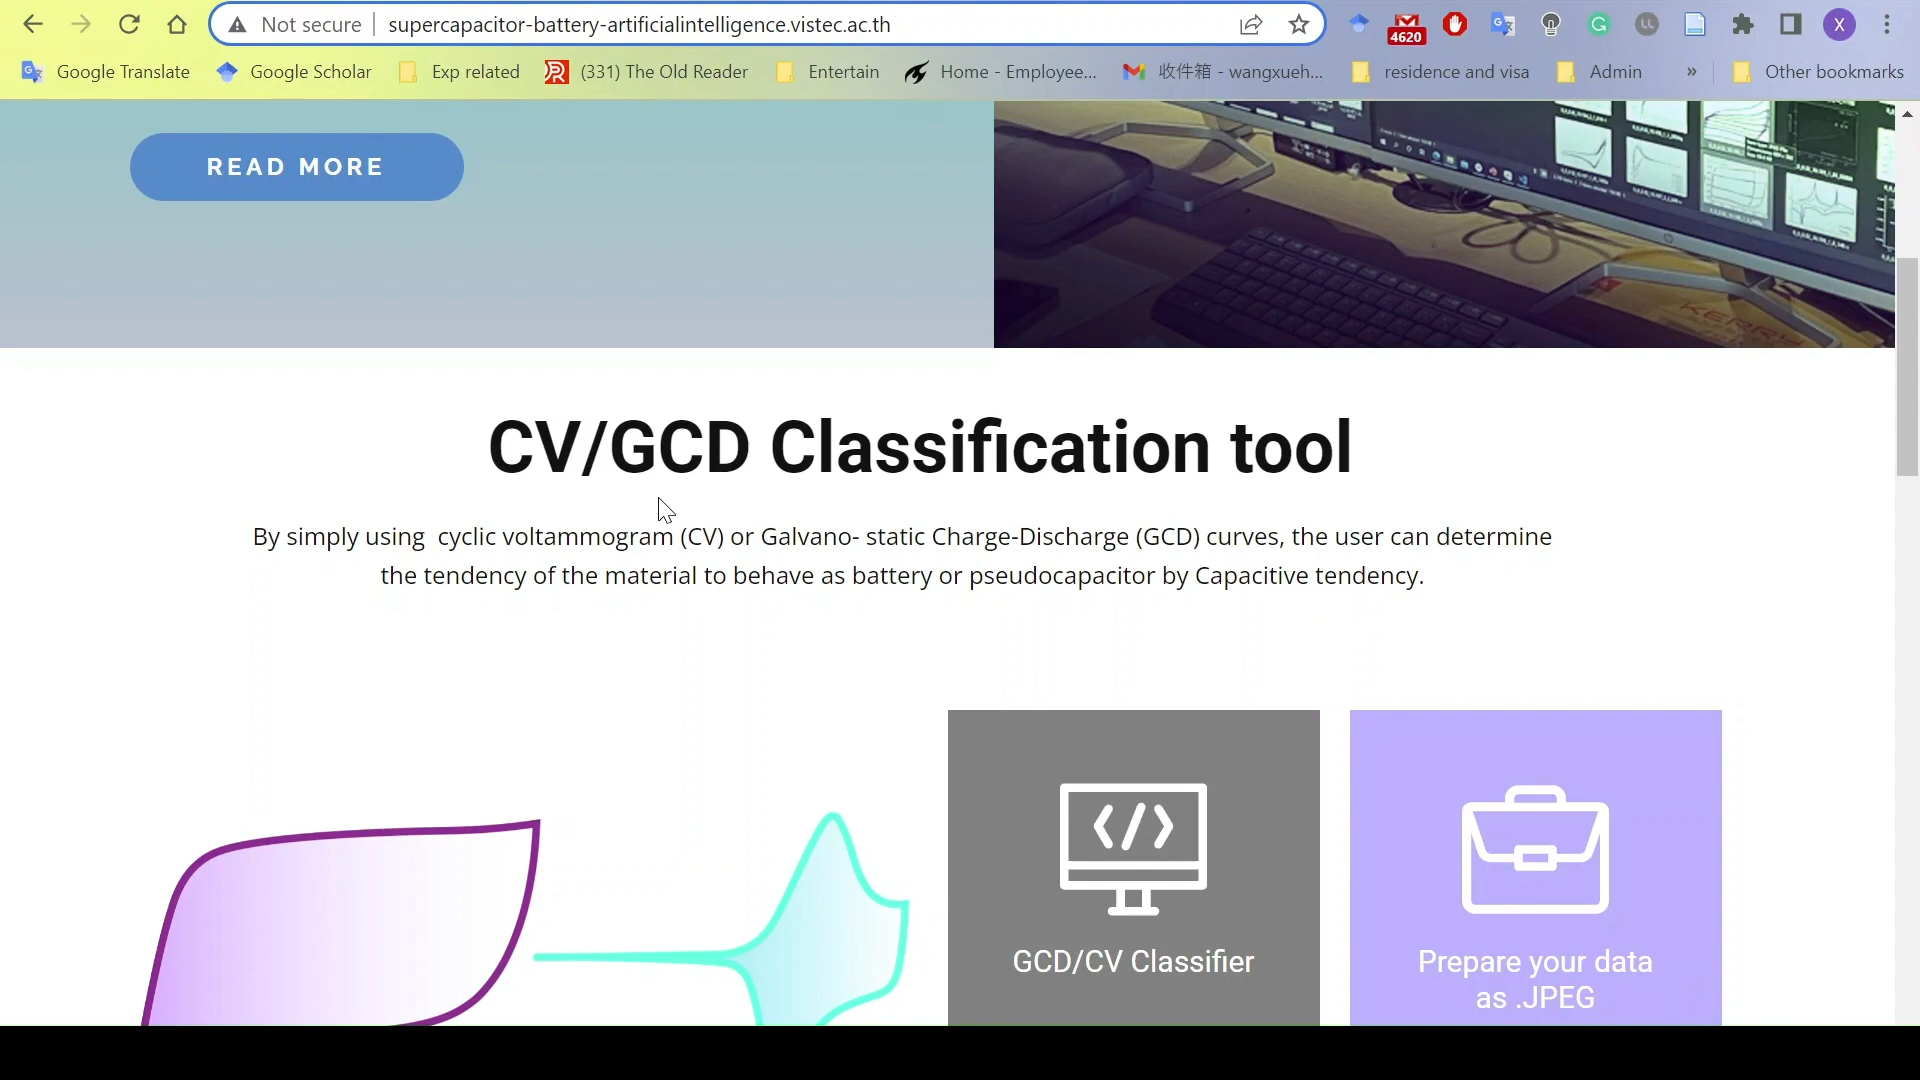 Not secure supercapacitor-battery-artificialintelligence.vistec.ac.th
4620
X
Google Translate Google Scholar Exp related (331) The Old Reader Entertain Home - Employee... 收件箱 - wangxueh... residence and visa Admin » Other bookmarks
READ MORE
KERRY
CV/GCD Classification tool
By simply using cyclic voltammogram (CV) or Galvano- static Charge-Discharge (GCD) curves, the user can determine
the tendency of the material to behave as battery or pseudocapacitor by Capacitive tendency.
GCD/CV Classifier
Prepare your data
as .JPEG